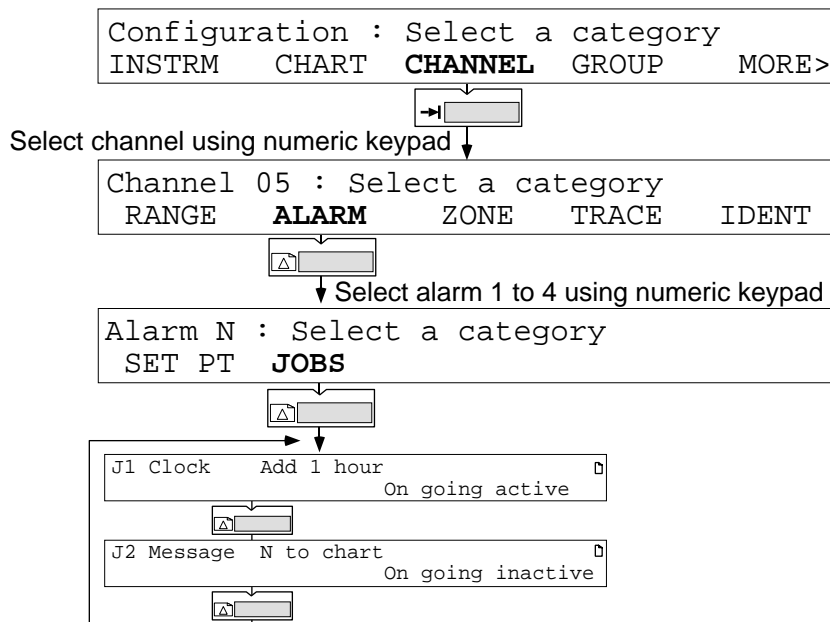 Configuration : Select a category
INSTRM CHART CHANNEL GROUP MORE>
Select channel using numeric keypad
Channel 05 : Select a category
RANGE ALARM ZONE TRACE IDENT
Select alarm 1 to 4 using numeric keypad
Alarm N : Select a category
SET PT JOBS
J1 Clock Add 1 hour
On going active
J2 Message N to chart
On going inactive